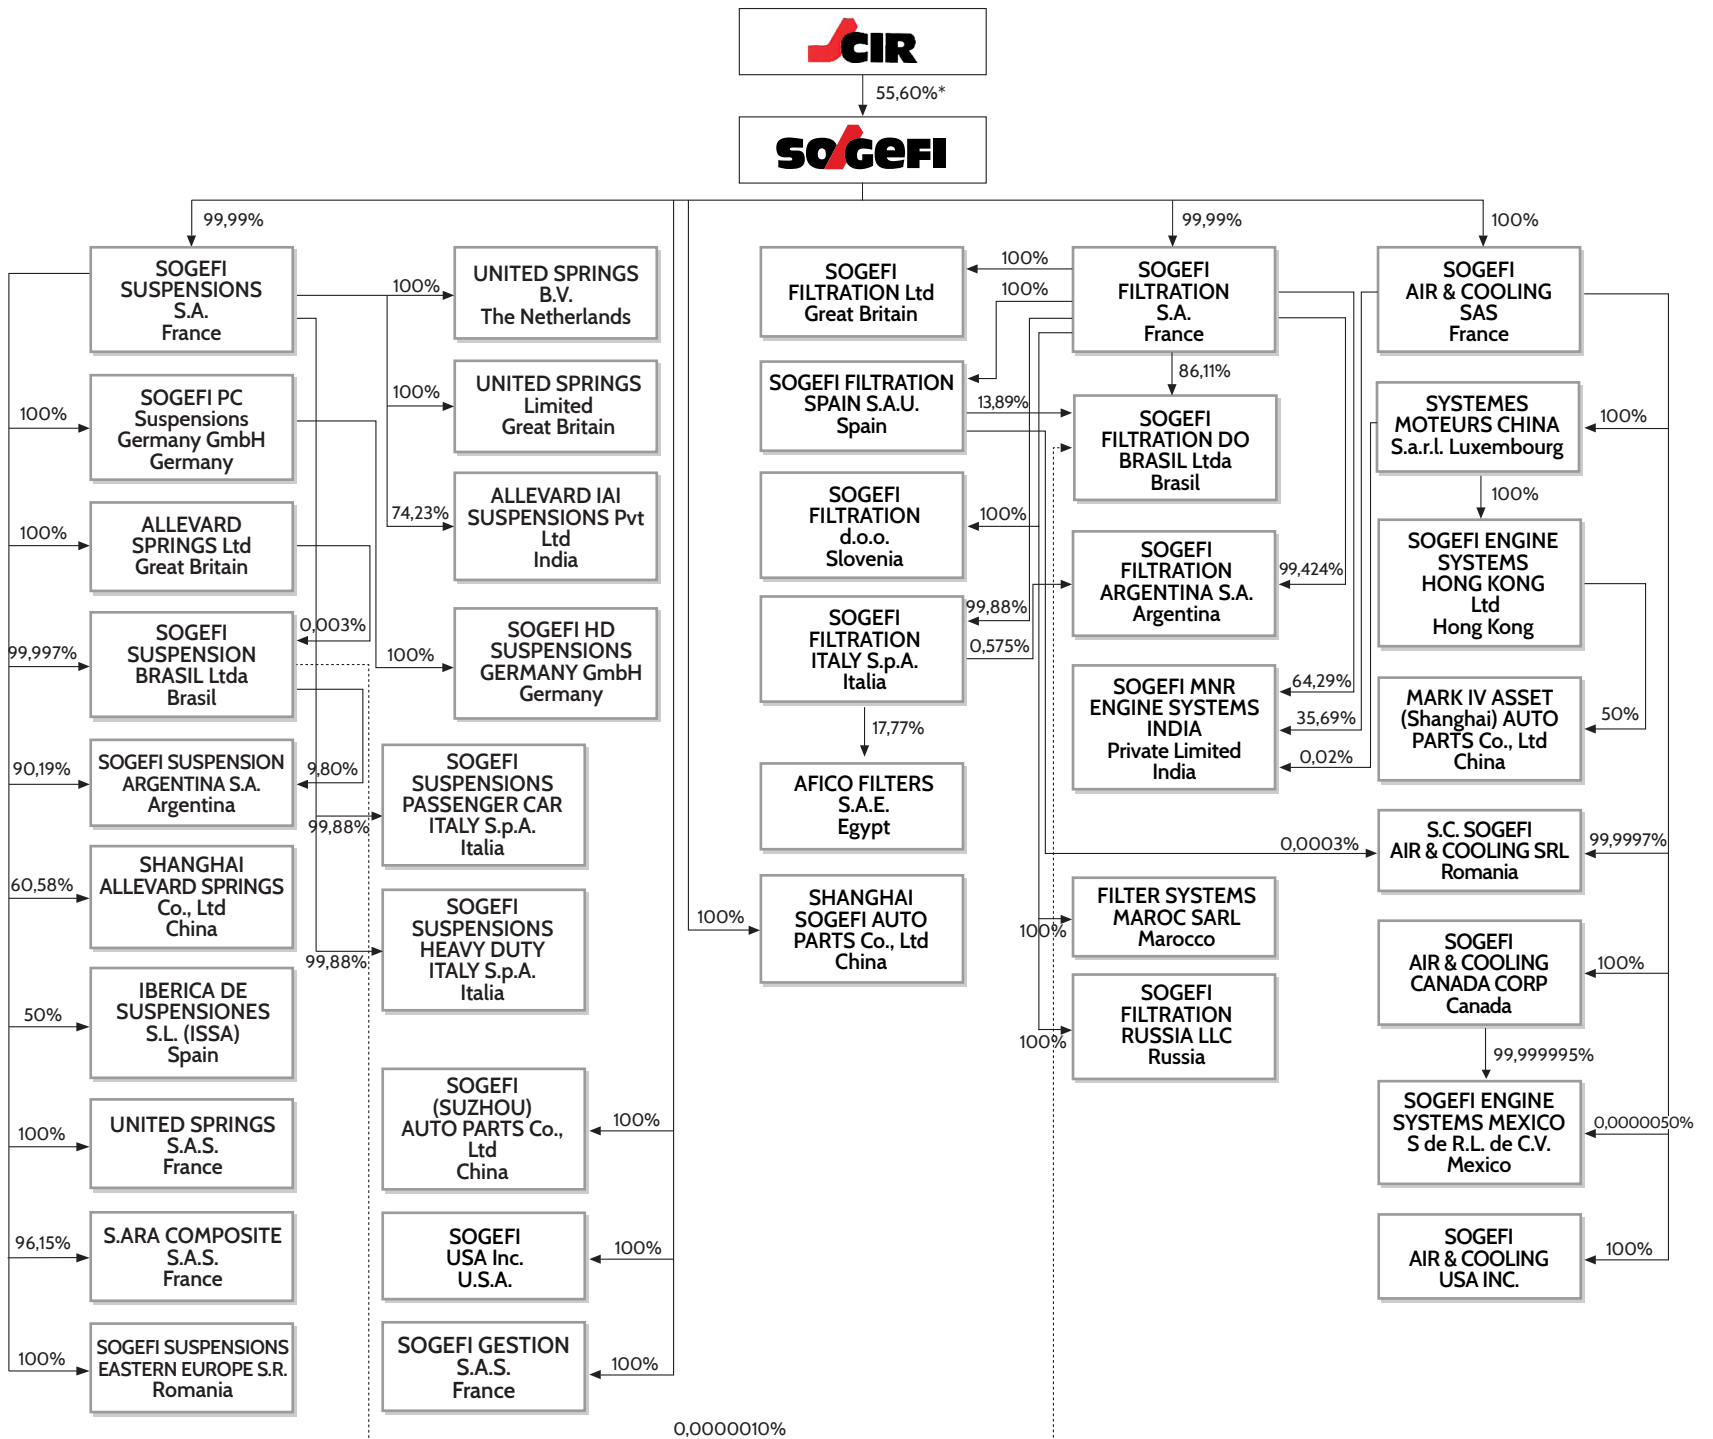 CIR
55,60%*
SOGEFI
99,99%
99,99%
100%
SOGEFI
SUSPENSIONS
S.A.
France
100%
UNITED SPRINGS
B.V.
The Netherlands
SOGEFI
FILTRATION Ltd
Great Britain
100%
100%
SOGEFI
FILTRATION
S.A.
France
SOGEFI
AIR & COOLING
SAS
France
100%
SOGEFI PC
Suspensions
Germany GmbH
Germany
100%
UNITED SPRINGS
Limited
Great Britain
SOGEFI FILTRATION
SPAIN S.A.U.
Spain
13,89%
86,11%
SOGEFI
FILTRATION DO
BRASIL Ltda
Brasil
SYSTEMES
MOTEURS CHINA
S.a.r.l. Luxembourg
100%
100%
100%
ALLEVARD
SPRINGS Ltd
Great Britain
74,23%
ALLEVARD IAI
SUSPENSIONS Pvt
Ltd
India
SOGEFI
FILTRATION
d.o.o.
Slovenia
100%
SOGEFI
FILTRATION
ARGENTINA S.A.
Argentina
99,424%
SOGEFI ENGINE
SYSTEMS
HONG KONG
Ltd
Hong Kong
99,997%
SOGEFI
SUSPENSION
BRASIL Ltda
Brasil
0,003%
100%
SOGEFI HD
SUSPENSIONS
GERMANY GmbH
Germany
SOGEFI
FILTRATION
ITALY S.p.A.
Italia
99,88%
0,575%
17,77%
SOGEFI MNR
ENGINE SYSTEMS
INDIA
Private Limited
India
64,29%
35,69%
0,02%
MARK IV ASSET
(Shanghai) AUTO
PARTS Co., Ltd
China
50%
90,19%
SOGEFI SUSPENSION
ARGENTINA S.A.
Argentina
9,80%
99,88%
SOGEFI
SUSPENSIONS
PASSENGER CAR
ITALY S.p.A.
Italia
AFICO FILTERS
S.A.E.
Egypt
0,0003%
S.C. SOGEFI
AIR & COOLING SRL
Romania
99,9997%
60,58%
SHANGHAI
ALLEVARD SPRINGS
Co., Ltd
China
99,88%
SOGEFI
SUSPENSIONS
HEAVY DUTY
ITALY S.p.A.
Italia
100%
SHANGHAI
SOGEFI AUTO
PARTS Co., Ltd
China
100%
FILTER SYSTEMS
MAROC SARL
Marocco
SOGEFI
AIR & COOLING
CANADA CORP
Canada
100%
50%
IBERICA DE
SUSPENSIONES
S.L. (ISSA)
Spain
100%
SOGEFI
FILTRATION
RUSSIA LLC
Russia
99,999995%
100%
UNITED SPRINGS
S.A.S.
France
SOGEFI
(SUZHOU)
AUTO PARTS Co.,
Ltd
China
100%
SOGEFI ENGINE
SYSTEMS MEXICO
S de R.L. de C.V.
Mexico
0,0000050%
96,15%
S.ARA COMPOSITE
S.A.S.
France
SOGEFI
USA Inc.
U.S.A.
100%
SOGEFI
AIR & COOLING
USA INC.
100%
100%
SOGEFI SUSPENSIONS
EASTERN EUROPE S.R.
Romania
SOGEFI GESTION
S.A.S.
France
100%
0,0000010%